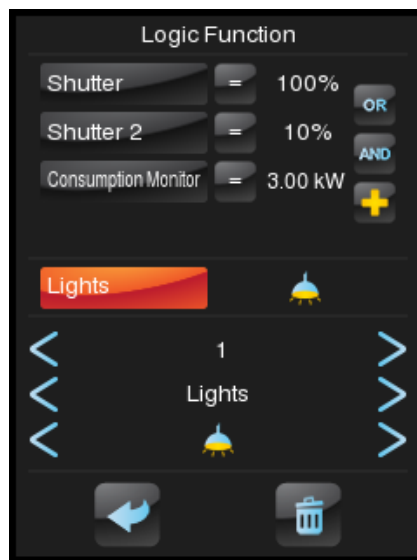 Logic Function
Shutter = 100%
OR
Shutter 2 = 10%
AND
Consumption Monitor = 3.00 kW
Lights
1
Lights